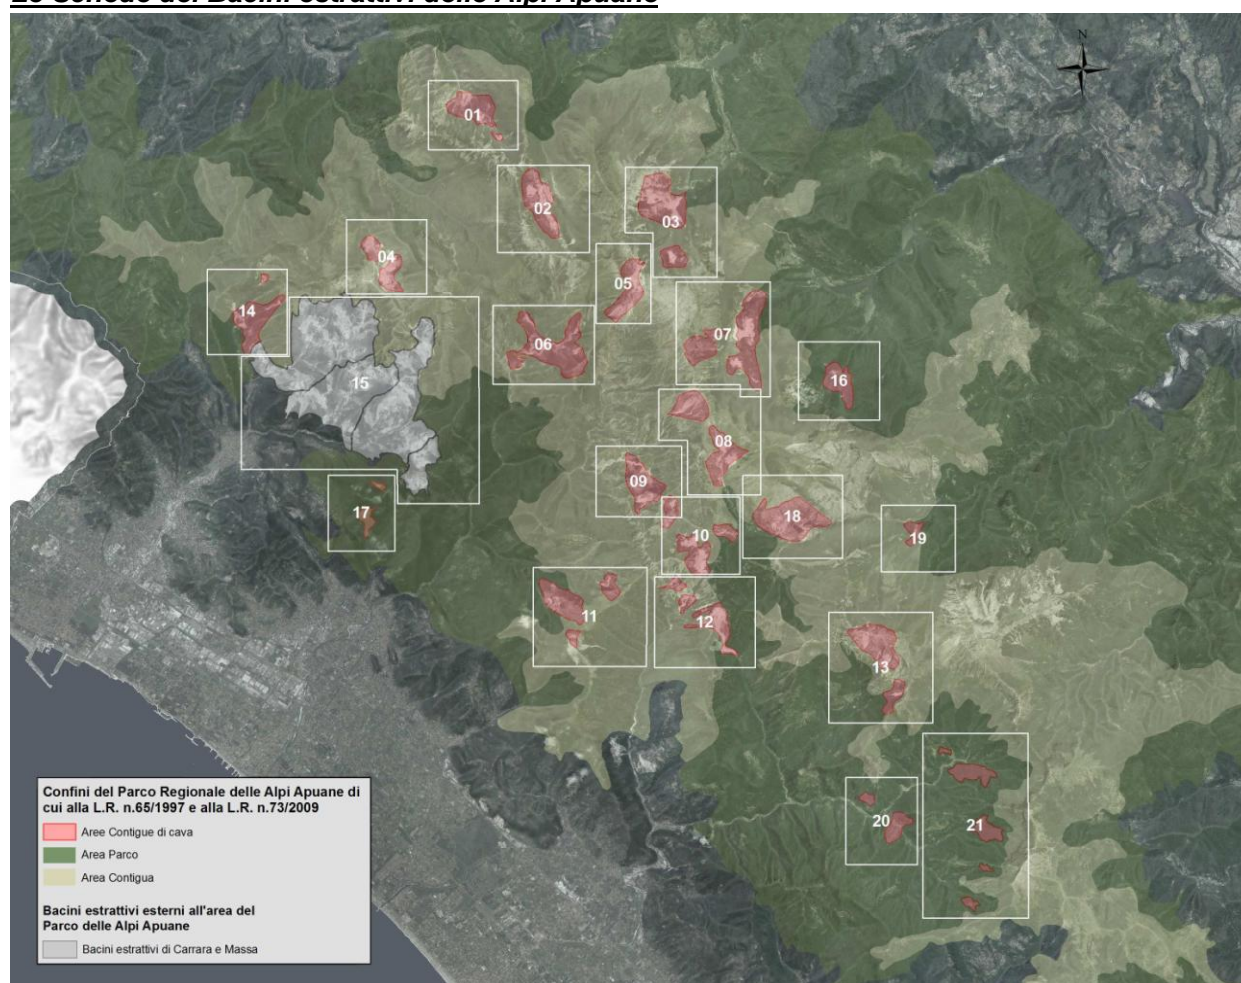 Le Schede dei Bacini estrattivi delle Alpi Apuane
N
01
02
03
04
05
14
07
06
15
16
08
09
17
18
10
19
11
12
13
20
21
Confini del Parco Regionale delle Alpi Apuane di
cui alla L.R. n.65/1997 e alla L.R. n.73/2009
Aree Contigue di cava
Area Parco
Area Contigua
Bacini estrattivi esterni all'area del
Parco delle Alpi Apuane
Bacini estrattivi di Carrara e Massa